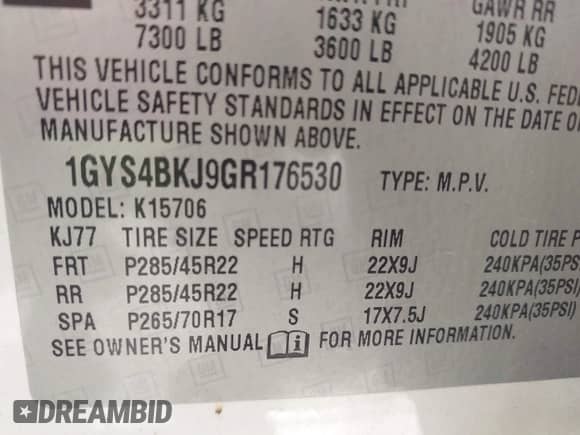 3311 KG 1633 KG GAWR RR
7300 LB 3600 LB 1905 KG
4200 LB
THIS VEHICLE CONFORMS TO ALL APPLICABLE U.S.
VEHICLE SAFETY STANDARDS IN EFFECT ON THE DATE
MANUFACTURE SHOWN ABOVE.
1GYS4BKJ9GR176530 TYPE: M.P.V.
MODEL: K15706
KJ77 TIRE SIZE SPEED RTG RIM COLD TIRE
FRT P285/45R22 H 22X9J 240KPA(35PSI
RR P285/45R22 H 22X9J 240KPA(35PSI)
SPA P265/70R17 S 17X7.5J 240KPA(35PSI)
SEE OWNER'S MANUAL FOR MORE INFORMATION.
DREAMBID